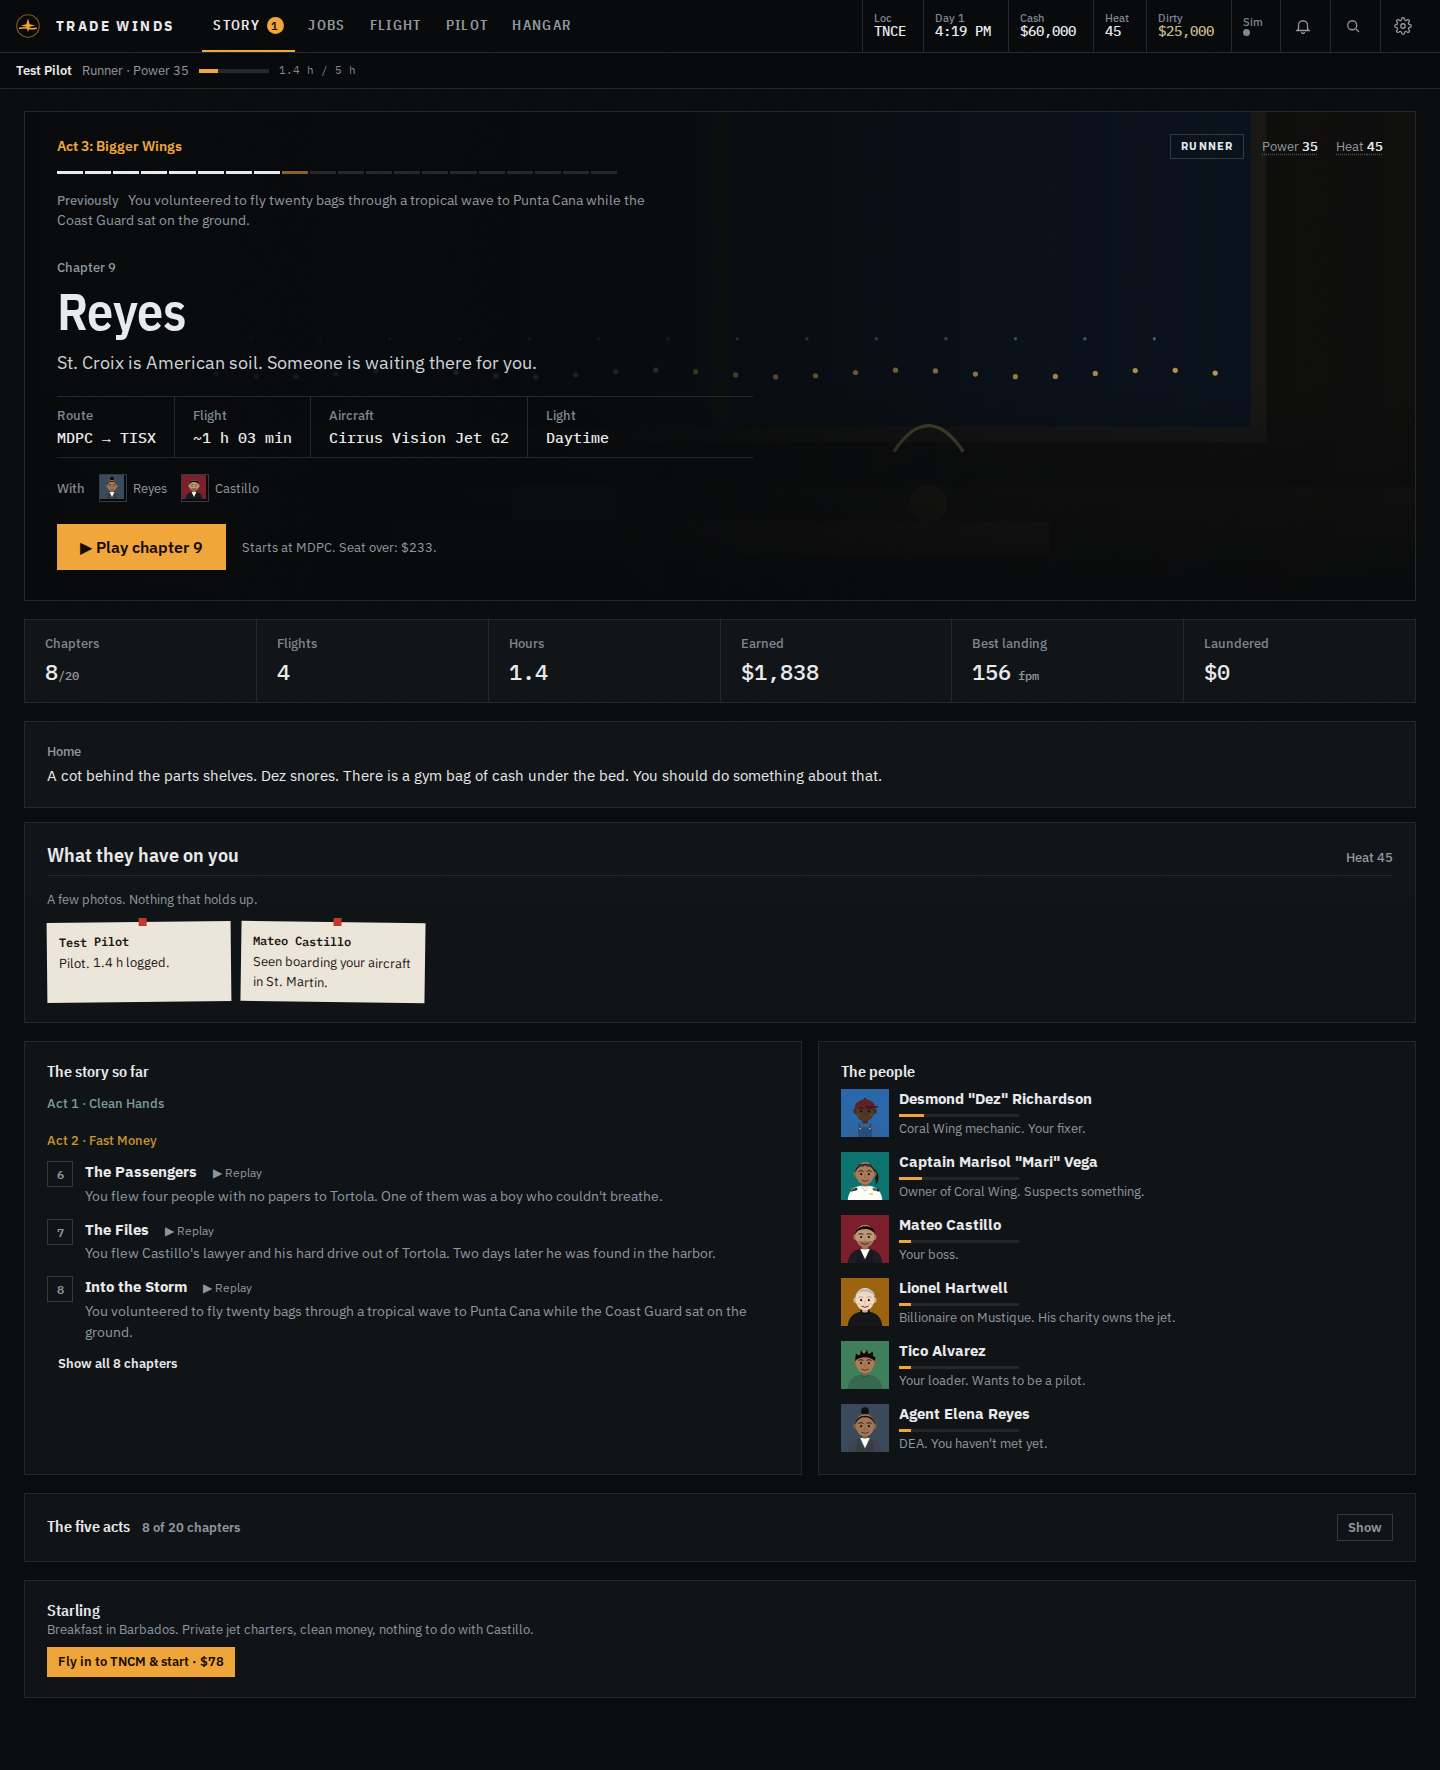 TRADE WINDS
STORY 1
JOBS
FLIGHT
PILOT
HANGAR
Loc
TNCE
Day 1
4:19 PM
Cash
$60,000
Heat
45
Dirty
$25,000
Sim
Test Pilot Runner · Power 35 1.4 h / 5 h
Act 3: Bigger Wings
RUNNER Power 35 Heat 45
Previously You volunteered to fly twenty bags through a tropical wave to Punta Cana while the
Coast Guard sat on the ground.
Chapter 9
Reyes
St. Croix is American soil. Someone is waiting there for you.
Route
MDPC → TISX
Flight
~1 h 03 min
Aircraft
Cirrus Vision Jet G2
Light
Daytime
With Reyes Castillo
▶ Play chapter 9 Starts at MDPC. Seat over: $233.
Chapters
8/20
Flights
4
Hours
1.4
Earned
$1,838
Best landing
156 fpm
Laundered
$0
Home
A cot behind the parts shelves. Dez snores. There is a gym bag of cash under the bed. You should do something about that.
What they have on you
Heat 45
A few photos. Nothing that holds up.
Test Pilot
Pilot. 1.4 h logged.
Mateo Castillo
Seen boarding your aircraft
in St. Martin.
The story so far
Act 1 · Clean Hands
Act 2 · Fast Money
6 The Passengers ▶ Replay
You flew four people with no papers to Tortola. One of them was a boy who couldn't breathe.
7 The Files ▶ Replay
You flew Castillo's lawyer and his hard drive out of Tortola. Two days later he was found in the harbor.
8 Into the Storm ▶ Replay
You volunteered to fly twenty bags through a tropical wave to Punta Cana while the Coast Guard sat on the
ground.
Show all 8 chapters
The people
Desmond "Dez" Richardson
Coral Wing mechanic. Your fixer.
Captain Marisol "Mari" Vega
Owner of Coral Wing. Suspects something.
Mateo Castillo
Your boss.
Lionel Hartwell
Billionaire on Mustique. His charity owns the jet.
Tico Alvarez
Your loader. Wants to be a pilot.
Agent Elena Reyes
DEA. You haven't met yet.
The five acts 8 of 20 chapters
Show
Starling
Breakfast in Barbados. Private jet charters, clean money, nothing to do with Castillo.
Fly in to TNCM & start · $78